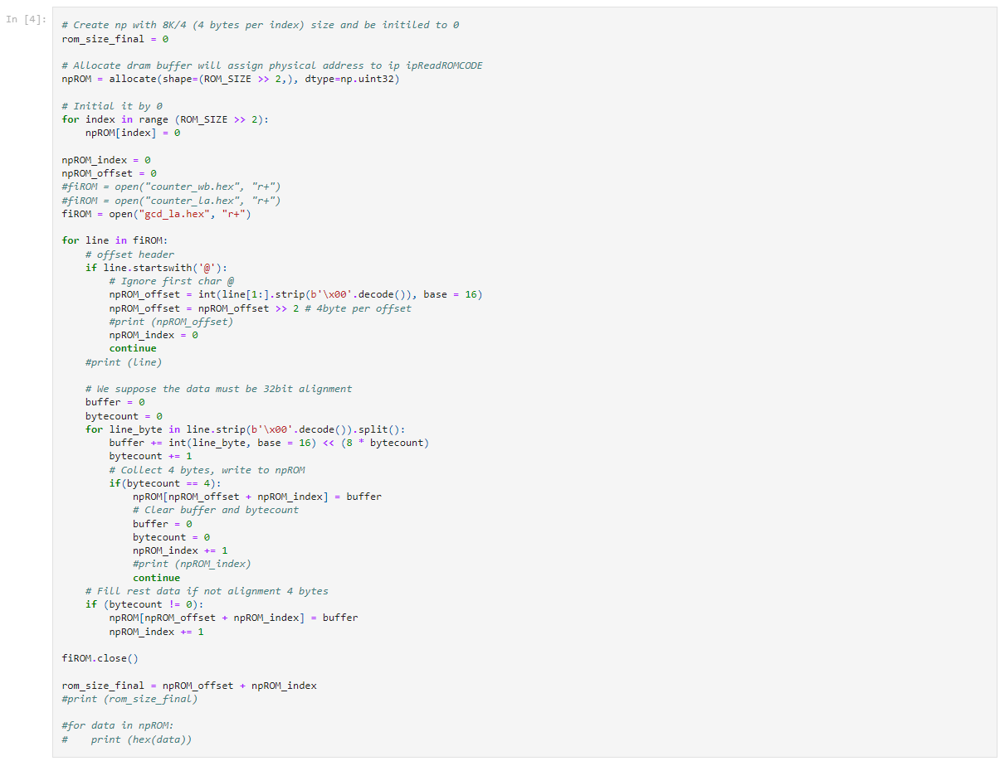 In [4]:
# Create np with 8K/4 (4 bytes per index) size and be initiled to 0
rom_size_final = 0
# Allocate dram buffer will assign physical address to ip ipReadROMCODE
npROM = allocate(shape=(ROM_SIZE >> 2,), dtype=np.uint32)
# Initial it by 0
for index in range (ROM_SIZE >> 2):
    npROM[index] = 0
npROM_index = 0
npROM_offset = 0
#fiROM = open("counter_wb.hex", "r+")
#fiROM = open("counter_la.hex", "r+")
fiROM = open("gcd_la.hex", "r+")
for line in fiROM:
    # offset header
    if line.startswith('@'):
        # Ignore first char @
        npROM_offset = int(line[1:].strip(b'\x00'.decode()), base = 16)
        npROM_offset = npROM_offset >> 2 # 4byte per offset
        #print (npROM_offset)
        npROM_index = 0
        continue
    #print (line)
    # We suppose the data must be 32bit alignment
    buffer = 0
    bytecount = 0
    for line_byte in line.strip(b'\x00'.decode()).split():
        buffer += int(line_byte, base = 16) << (8 * bytecount)
        bytecount += 1
        # Collect 4 bytes, write to npROM
        if(bytecount == 4):
            npROM[npROM_offset + npROM_index] = buffer
            # Clear buffer and bytecount
            buffer = 0
            bytecount = 0
            npROM_index += 1
            #print (npROM_index)
            continue
    # Fill rest data if not alignment 4 bytes
    if (bytecount != 0):
        npROM[npROM_offset + npROM_index] = buffer
        npROM_index += 1
fiROM.close()
rom_size_final = npROM_offset + npROM_index
#print (rom_size_final)
#for data in npROM:
#    print (hex(data))